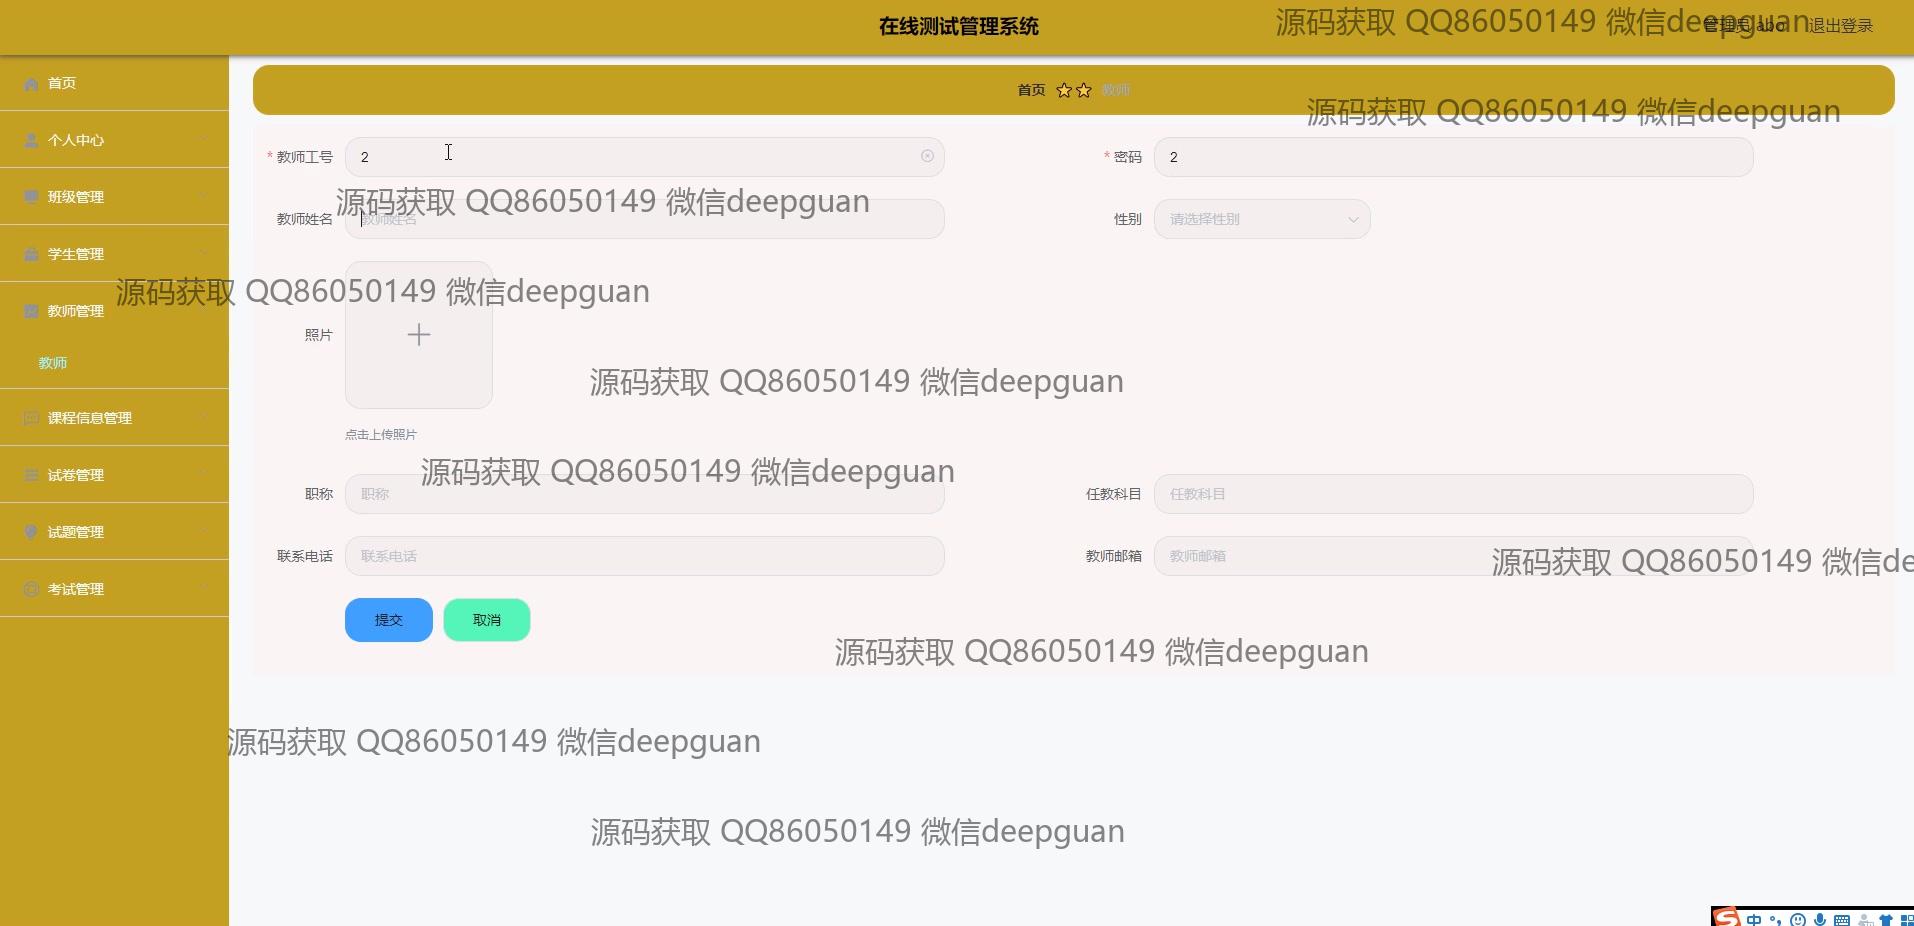 在线测试管理系统
源码获取 QQ86050149 微信deepguan
管理员 abo
退出登录
首页
个人中心
班级管理
学生管理
教师管理
教师
课程信息管理
试卷管理
试题管理
考试管理
首页 教师
源码获取 QQ86050149 微信deepguan
* 教师工号 2
* 密码 2
源码获取 QQ86050149 微信deepguan
教师姓名 教师姓名
性别 请选择性别
源码获取 QQ86050149 微信deepguan
照片
源码获取 QQ86050149 微信deepguan
点击上传照片
源码获取 QQ86050149 微信deepguan
职称 职称
任教科目 任教科目
联系电话 联系电话
教师邮箱 教师邮箱
源码获取 QQ86050149 微信de
提交 取消
源码获取 QQ86050149 微信deepguan
源码获取 QQ86050149 微信deepguan
源码获取 QQ86050149 微信deepguan
中